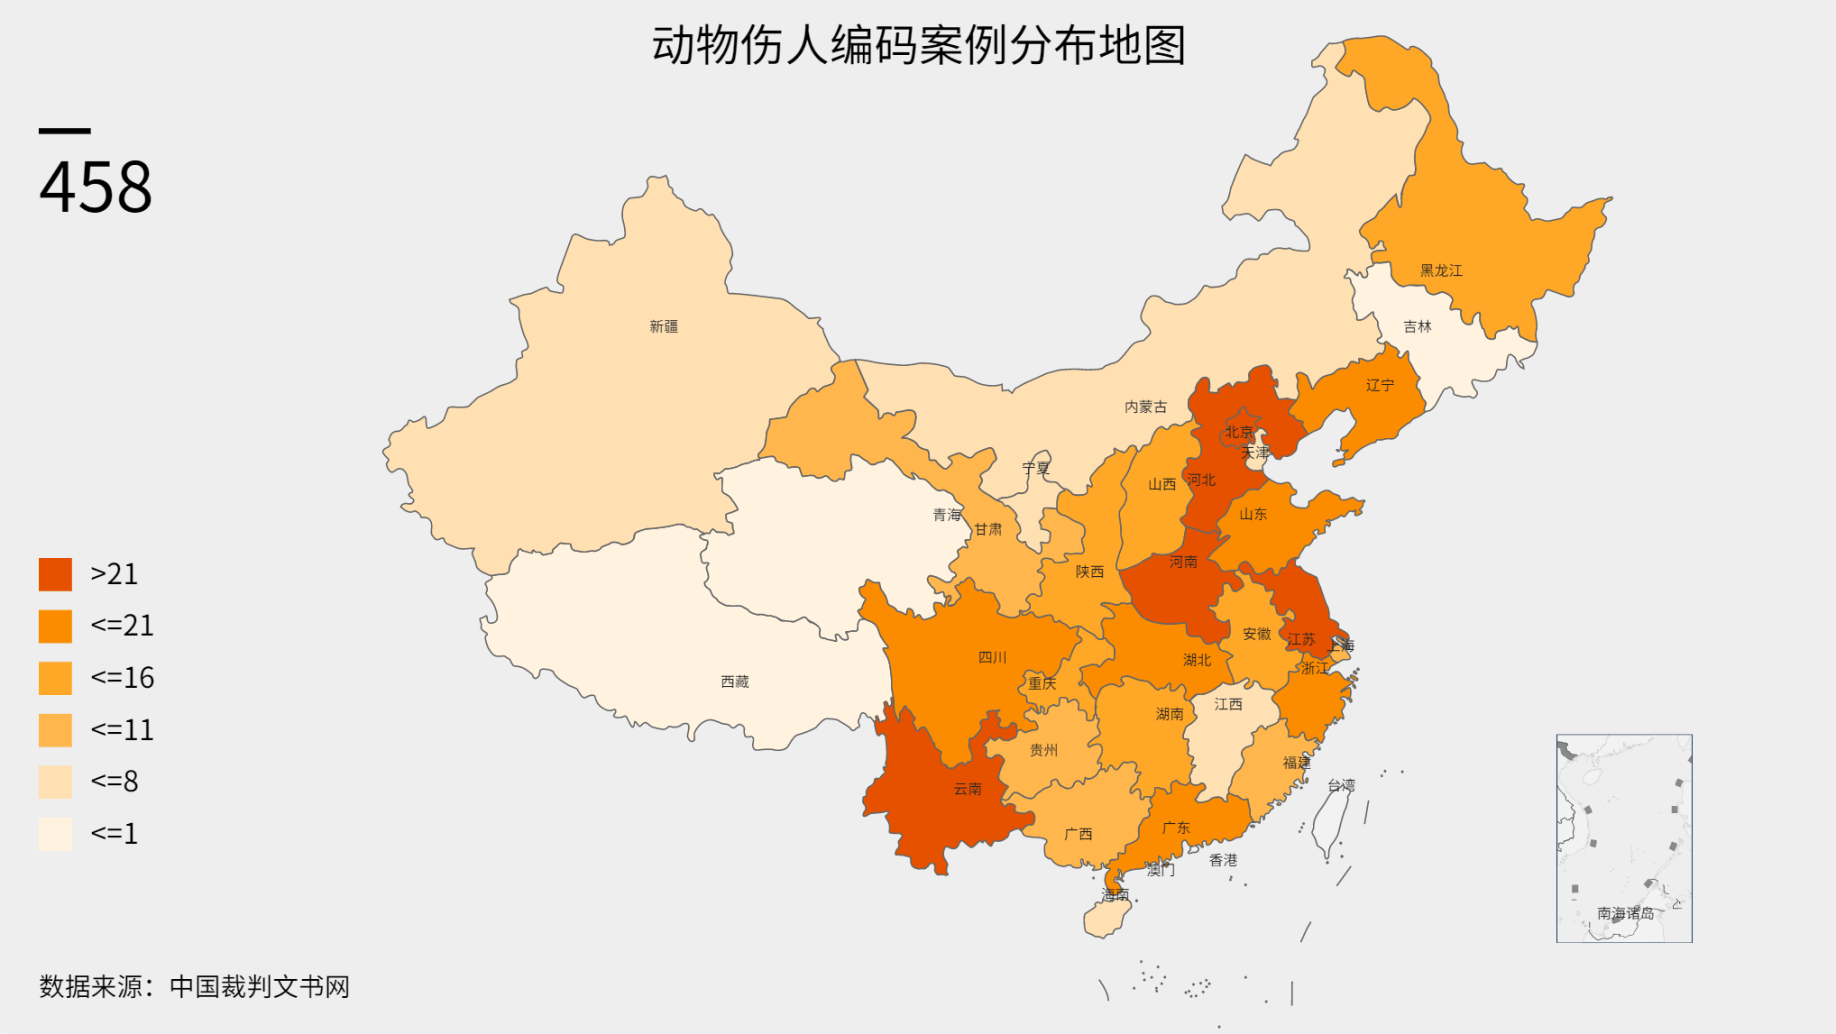 动物伤人编码案例分布地图
458
黑龙江
新疆
吉林
辽宁
内蒙古
北京
天津
宁夏
河北
山西
青海
山东
甘肃
河南
陕西
安徽
江苏
上海
四川
湖北
浙江
西藏
重庆
江西
湖南
贵州
福建
云南
台湾
广东
广西
香港
澳门
海南
南海诸岛
>21
<=21
<=16
<=11
<=8
<=1
数据来源：中国裁判文书网